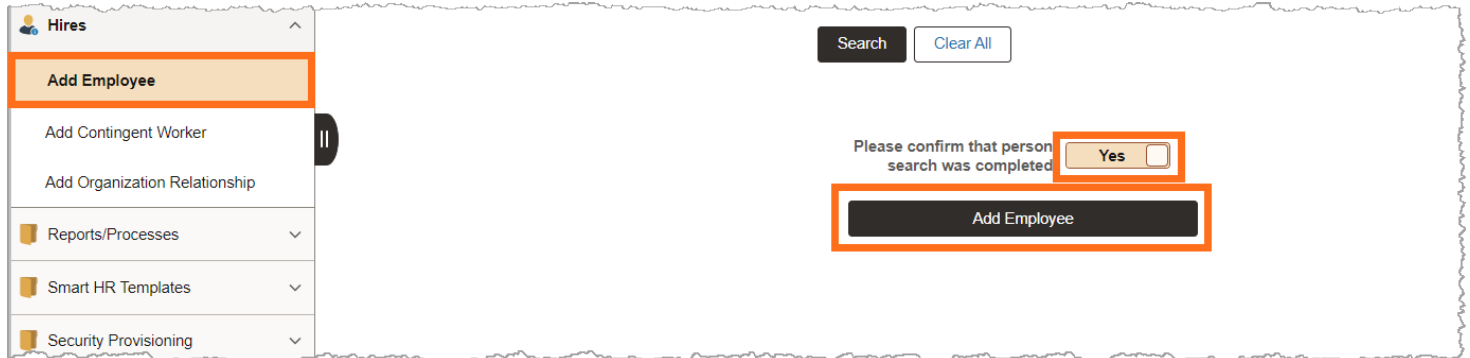 Hires
Add Employee
Add Contingent Worker
Add Organization Relationship
Reports/Processes
Smart HR Templates
Security Provisioning
Search Clear All
Please confirm that person
search was completed
Yes
Add Employee